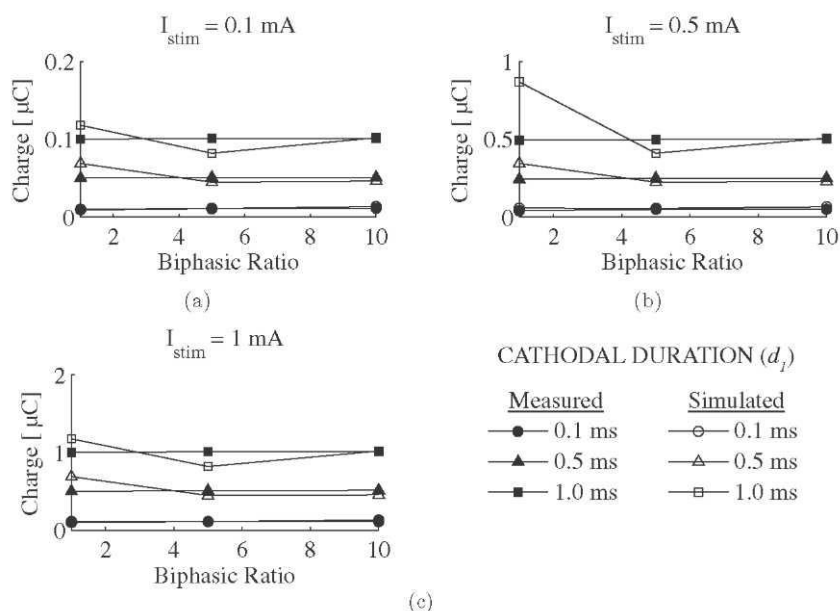 I_stim = 0.1 mA
0.2
0.1
0
Charge [ μC]
2 4 6 8 10
Biphasic Ratio
(a)
I_stim = 0.5 mA
1
0.5
0
Charge [ μC]
2 4 6 8 10
Biphasic Ratio
(b)
I_stim = 1 mA
2
1
0
Charge [ μC]
2 4 6 8 10
Biphasic Ratio
(c)
CATHODAL DURATION (d_i)
Measured Simulated
0.1 ms 0.1 ms
0.5 ms 0.5 ms
1.0 ms 1.0 ms